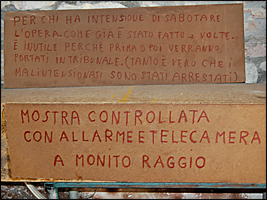 PER CHI HA INTENSIONE DI SABOTARE
L'OPERA COME GIÀ È STATO FATTO 4 VOLTE.
È INUTILE PERCHÈ PRIMA O POI VERRANNO
PORTATI IN TRIBUNALE. (TANTO È VERO CHE i
MALINTENSIONATI SONO STATI ARRESTATI)
MOSTRA CONTROLLATA
CON ALLARME E TELECAMERA
A MONITO RAGGIO